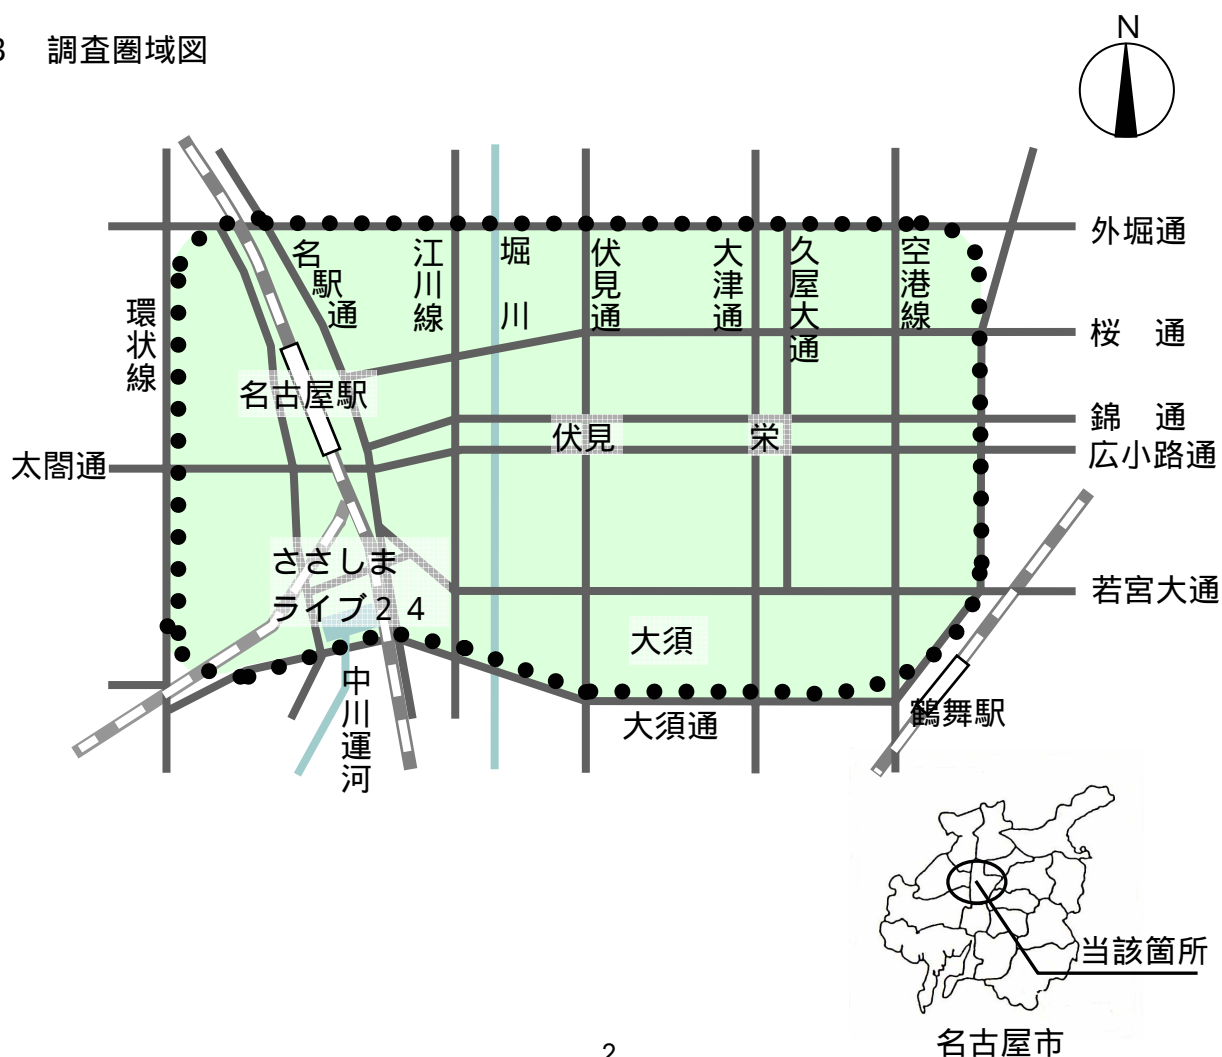 3 調査圏域図
N
外堀通
名駅通
江川線
堀川
伏見通
大津通
久屋大通
空港線
環状線
桜 通
名古屋駅
錦 通
伏見
栄
広小路通
太閤通
ささしま
ライブ24
若宮大通
大須
中川運河
大須通
鶴舞駅
当該箇所
名古屋市
2